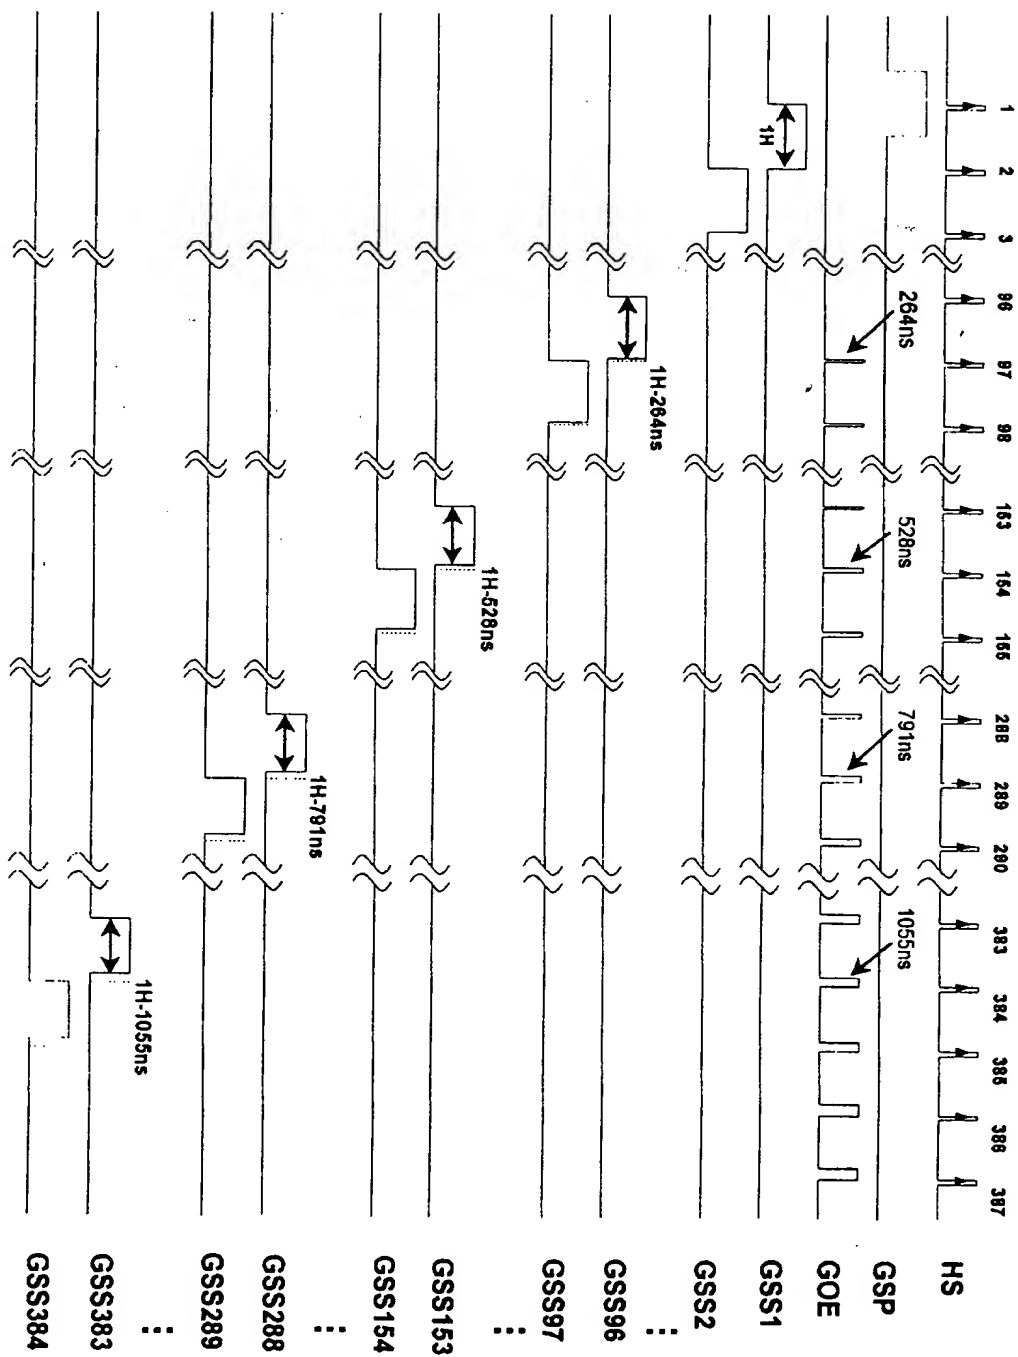 1 2 3 96 97 98 153 154 155 288 289 290 383 384 385 386 387
HS
GSP
264ns 528ns 791ns 1055ns
GOE
1H
GSS1
GSS2
...
1H-264ns
GSS96
GSS97
...
1H-528ns
GSS153
GSS154
...
1H-791ns
GSS288
GSS289
...
1H-1055ns
GSS383
GSS384